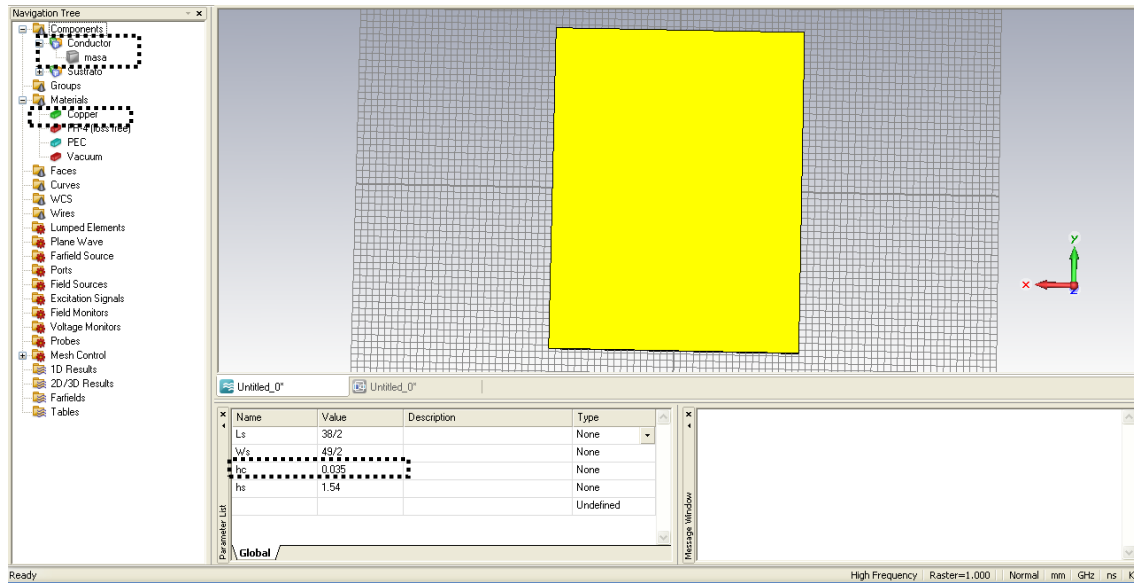 Navigation Tree
Components
Conductor
masa
Sustrato
Groups
Materials
Copper
FR-4 (loss free)
PEC
Vacuum
Faces
Curves
WCS
Wires
Lumped Elements
Plane Wave
Farfield Source
Ports
Field Sources
Excitation Signals
Field Monitors
Voltage Monitors
Probes
Mesh Control
1D Results
2D/3D Results
Farfields
Tables
y
x
z
Untitled_0*
Untitled_0*
Name Value Description Type
Ls 38/2 None
Ws 49/2 None
hc 0.035 None
hs 1.54 None
Undefined
Parameter List
Global
Message Window
Ready
High Frequency Raster=1.000 Normal mm GHz ns K